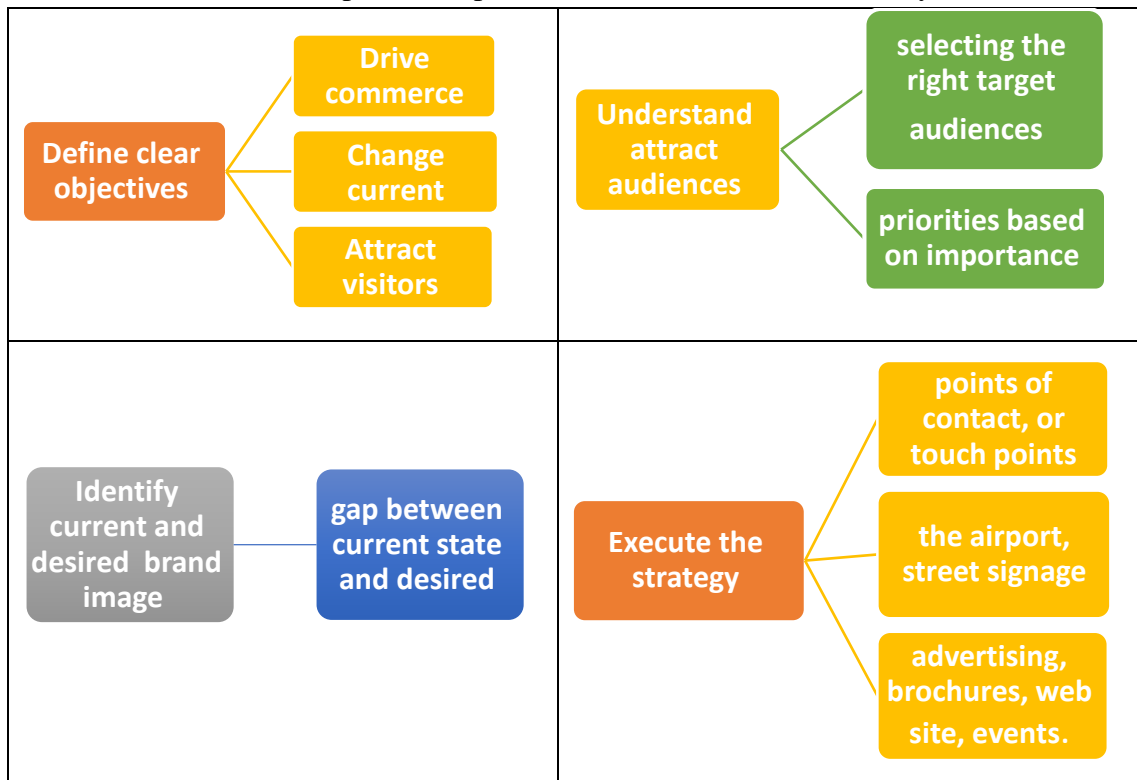 Define clear
objectives
Drive
commerce
Change
current
Attract
visitors
Understand
attract
audiences
selecting the
right target
audiences
priorities based
on importance
Identify
current and
desired brand
image
gap between
current state
and desired
Execute the
strategy
points of
contact, or
touch points
the airport,
street signage
advertising,
brochures, web
site, events.